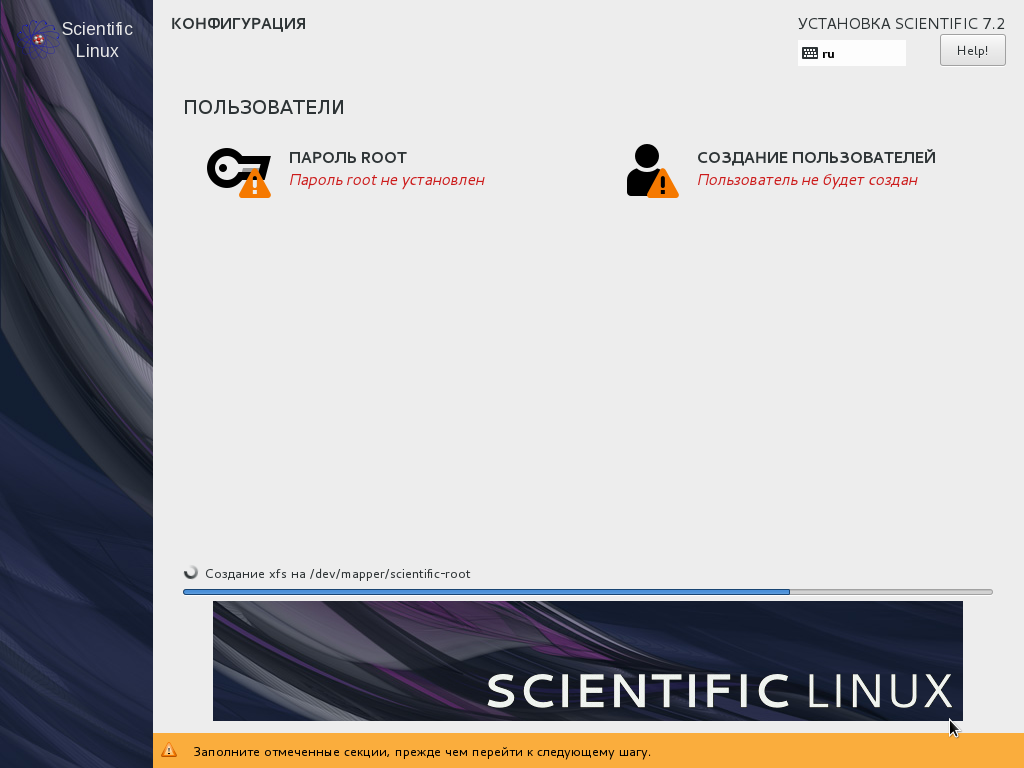 Scientific
Linux
КОНФИГУРАЦИЯ
УСТАНОВКА SCIENTIFIC 7.2
ru
Help!
ПОЛЬЗОВАТЕЛИ
ПАРОЛЬ ROOT
Пароль root не установлен
СОЗДАНИЕ ПОЛЬЗОВАТЕЛЕЙ
Пользователь не будет создан
Создание xfs на /dev/mapper/scientific-root
SCIENTIFIC LINUX
Заполните отмеченные секции, прежде чем перейти к следующему шагу.